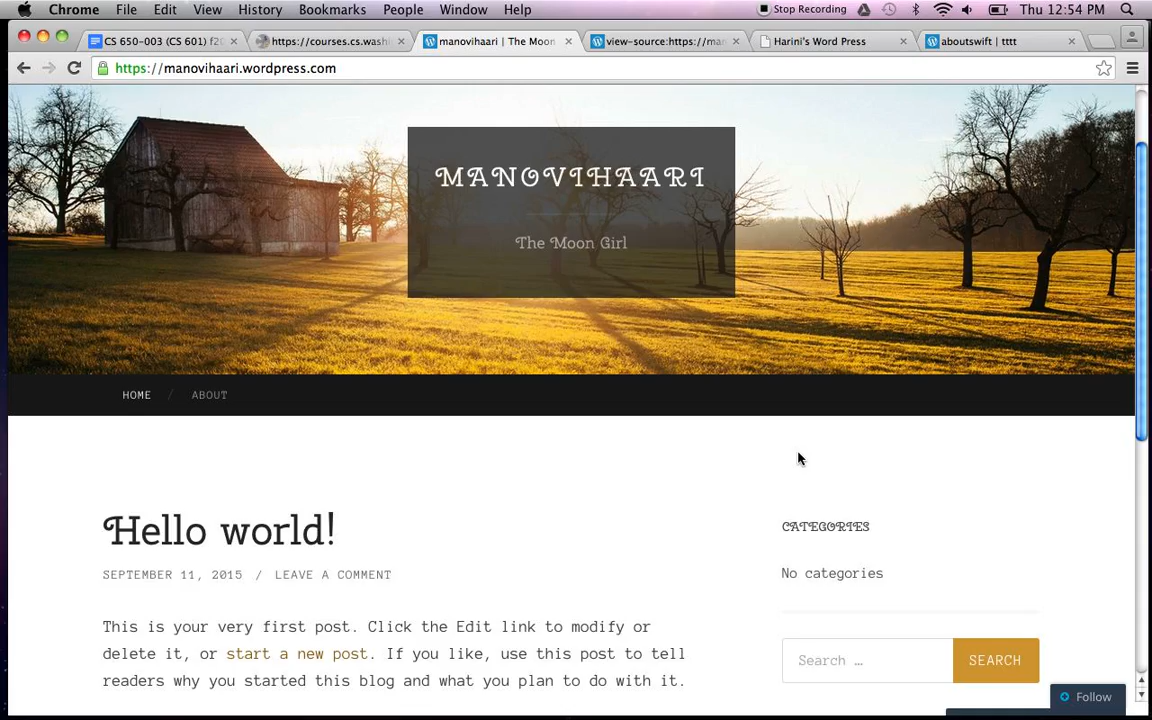 Chrome File Edit View History Bookmarks People Window Help Stop Recording Thu 12:54 PM
CS 650-003 (CS 601) f20 https://courses.cs.washi manovihaari | The Moon view-source:https://ma Harini's Word Press aboutswift | tttt
https://manovihaari.wordpress.com
MANOVIHAARI
The Moon Girl
HOME / ABOUT
Hello world!
SEPTEMBER 11, 2015 / LEAVE A COMMENT
This is your very first post. Click the Edit link to modify or
delete it, or start a new post. If you like, use this post to tell
readers why you started this blog and what you plan to do with it.
CATEGORIES
No categories
Search … SEARCH
Follow